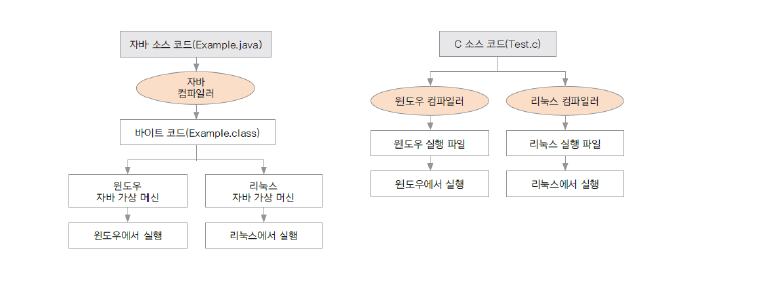 자바 소스 코드(Example.java)
자바
컴파일러
바이트 코드(Example.class)
윈도우
자바 가상 머신
리눅스
자바 가상 머신
윈도우에서 실행
리눅스에서 실행
C 소스 코드(Test.c)
윈도우 컴파일러
리눅스 컴파일러
윈도우 실행 파일
리눅스 실행 파일
윈도우에서 실행
리눅스에서 실행